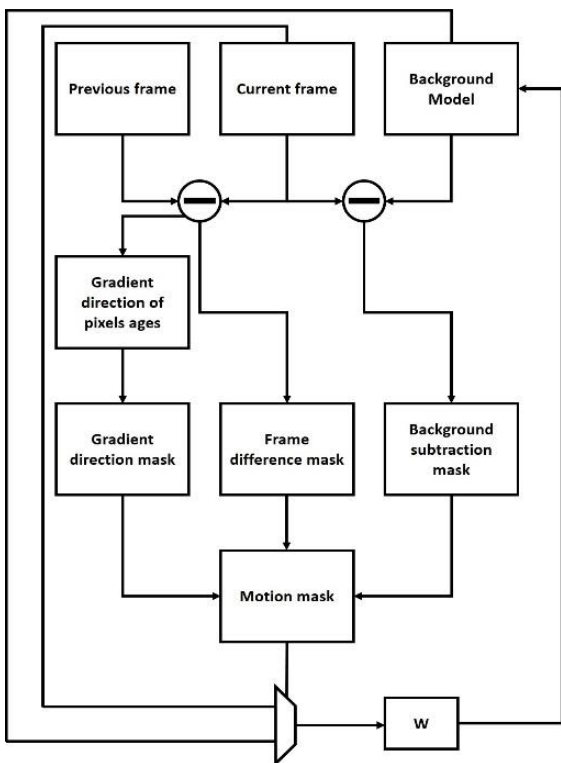 Previous frame
Current frame
Background
Model
Gradient
direction of
pixels ages
Gradient
direction mask
Frame
difference mask
Background
subtraction
mask
Motion mask
W